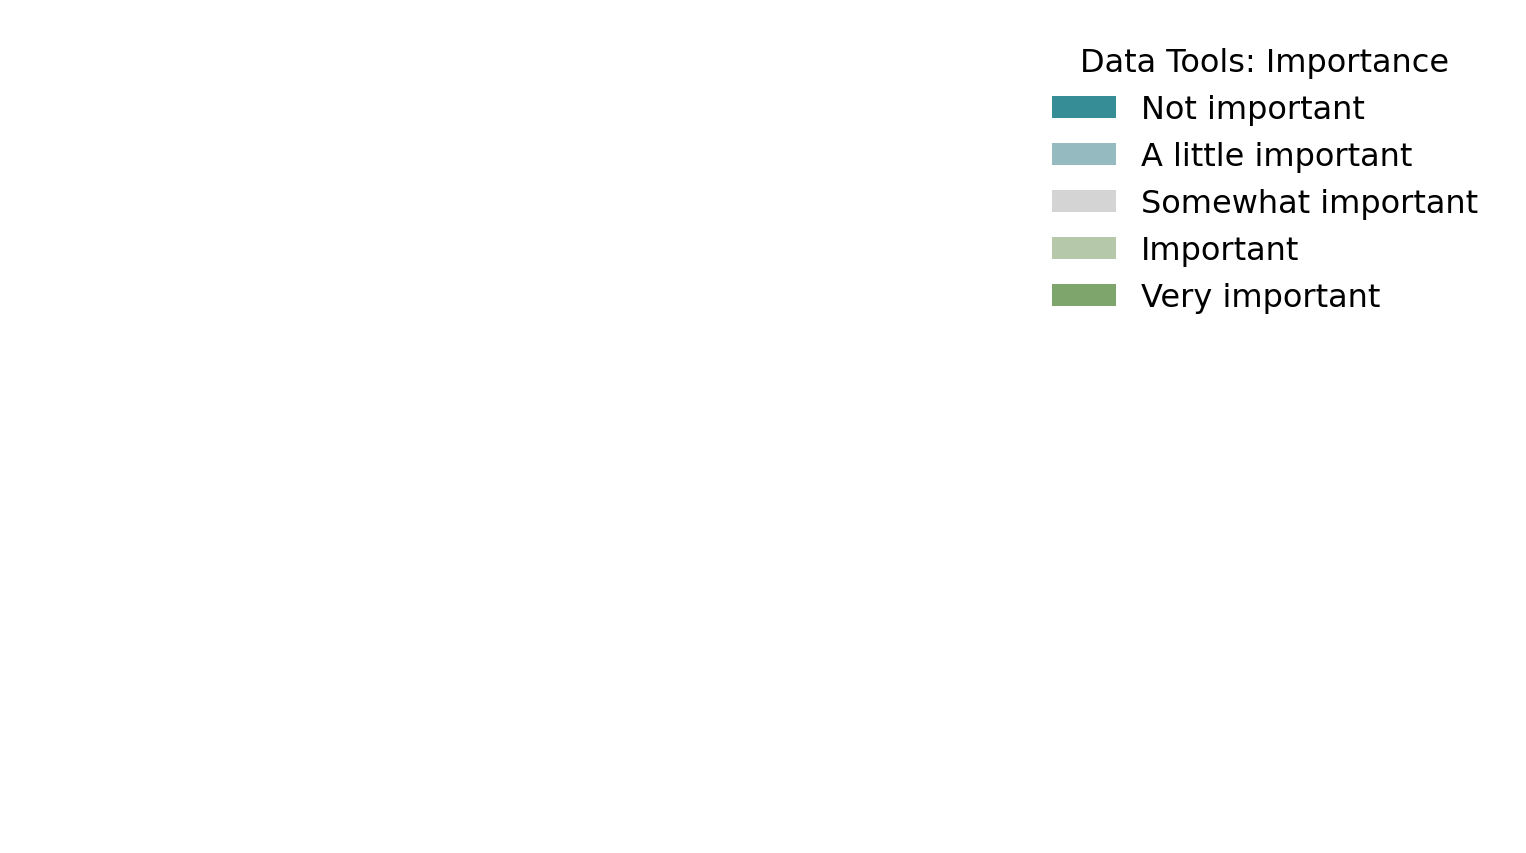 Data Tools: Importance
Not important
A little important
Somewhat important
Important
Very important